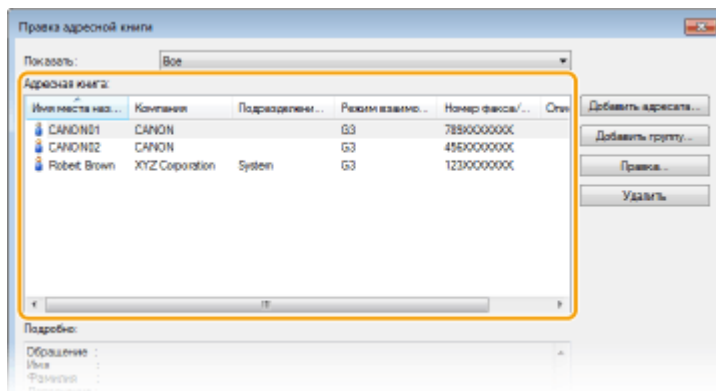 Правка адресной книги
Показать: Все
Адресная книга:
Имя места наз... Компания Подразделени... Режим взаимо... Номер факса/... Опи
CANON01 CANON G3 789XXXXXXX
CANON02 CANON G3 456XXXXXXX
Robert Brown XYZ Corporation System G3 123XXXXXXX
Добавить адресата...
Добавить группу...
Правка...
Удалить
Подробно:
Обращение :
Имя :
Фамилия :